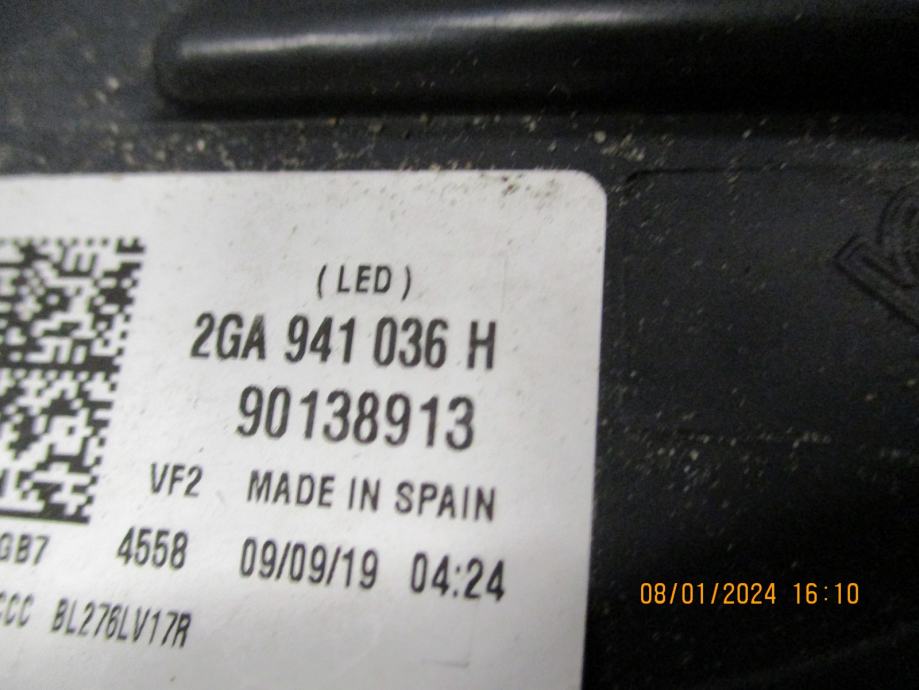 ( LED )
2GA 941 036 H
90138913
VF2 MADE IN SPAIN
GB7 4558 09/09/19 04:24
CCC BL276LV17R
08/01/2024 16:10